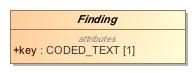 Finding
attributes
+key : CODED_TEXT [1]